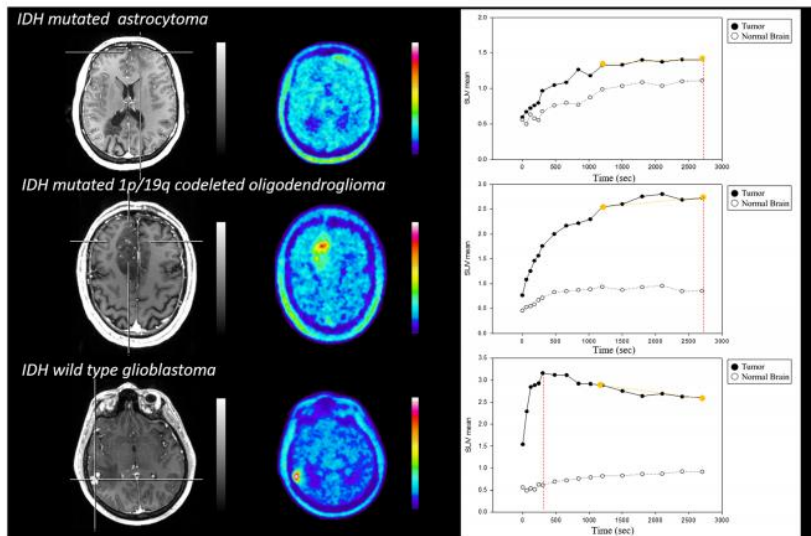 IDH mutated astrocytoma
2.0
1.5
1.0
0.5
0.0
SUV mean
0 500 1000 1500 2000 2500 3000
Time (sec)
Tumor
Normal Brain
IDH mutated 1p/19q codeleted oligodendroglioma
3.0
2.5
2.0
1.5
1.0
0.5
0.0
SUV mean
0 500 1000 1500 2000 2500 3000
Time (sec)
Tumor
Normal Brain
IDH wild type glioblastoma
3.5
3.0
2.5
2.0
1.5
1.0
0.5
0.0
SUV mean
0 500 1000 1500 2000 2500 3000
Time (sec)
Tumor
Normal Brain